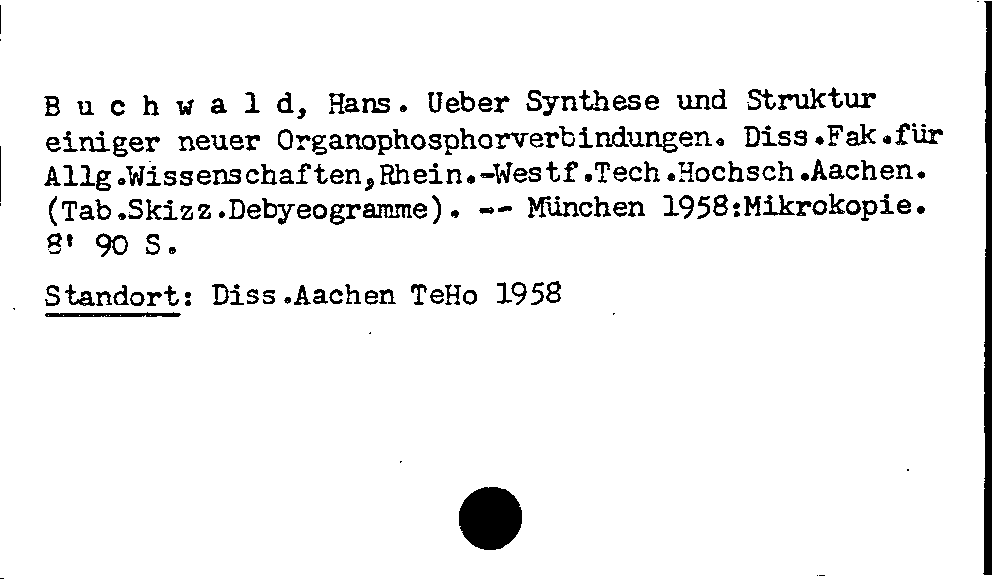 B u c h w a l d, Hans. Ueber Synthese und Struktur
einiger neuer Organophosphorverbindungen. Diss.Fak.für
Allg.Wissenschaften,Rhein.-Westf.Tech.Hochsch.Aachen.
(Tab.Skizz.Debyeogramme). -- München 1958:Mikrokopie.
8' 90 S.
Standort: Diss.Aachen TeHo 1958